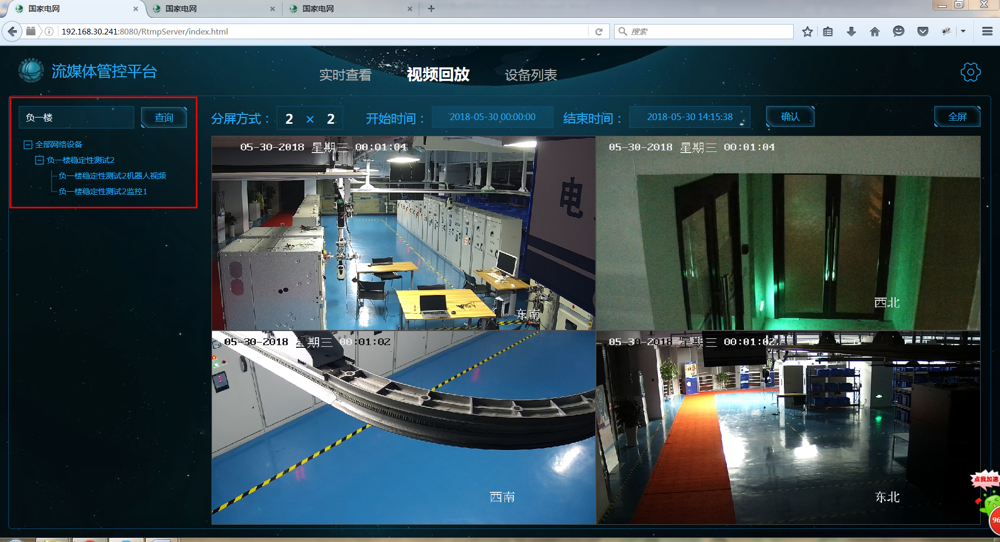 国家电网
国家电网
国家电网
192.168.30.241:8080/RtmpServer/index.html
搜索
流媒体管控平台
实时查看
视频回放
设备列表
负一楼
查询
分屏方式：
2 × 2
开始时间：
2018-05-30 00:00:00
结束时间：
2018-05-30 14:15:38
确认
全屏
全部网络设备
负一楼稳定性测试2
负一楼稳定性测试2机器人视频
负一楼稳定性测试2监控1
05-30-2018 星期三 00:01:04
电
东南
05-30-2018 星期三 00:01:04
西北
05-30-2018 星期三 00:01:02
西南
05-30-2018 星期三 00:01:02
东北
点我加速
96